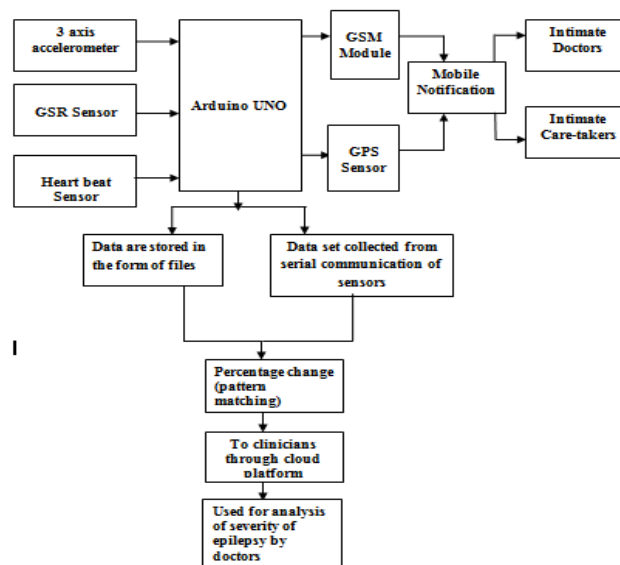 3 axis
accelerometer
GSR Sensor
Heart beat
Sensor
Arduino UNO
GSM
Module
GPS
Sensor
Mobile
Notification
Intimate
Doctors
Intimate
Care-takers
Data are stored in
the form of files
Data set collected from
serial communication of
sensors
I
Percentage change
(pattern
matching)
To clinicians
through cloud
platform
Used for analysis
of severity of
epilepsy by
doctors